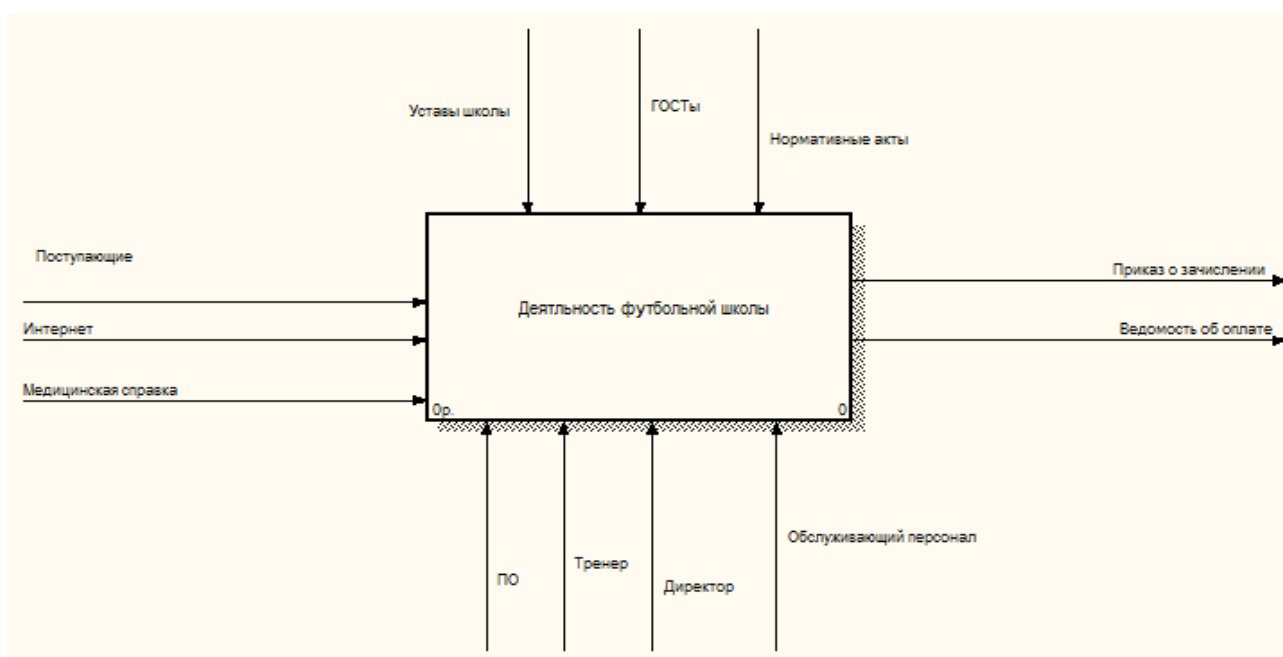 Уставы школы
ГОСТы
Нормативные акты
Поступающие
Интернет
Медицинская справка
Деятльность футбольной школы
0р.
0
Приказ о зачислении
Ведомость об оплате
ПО
Тренер
Директор
Обслуживающий персонал